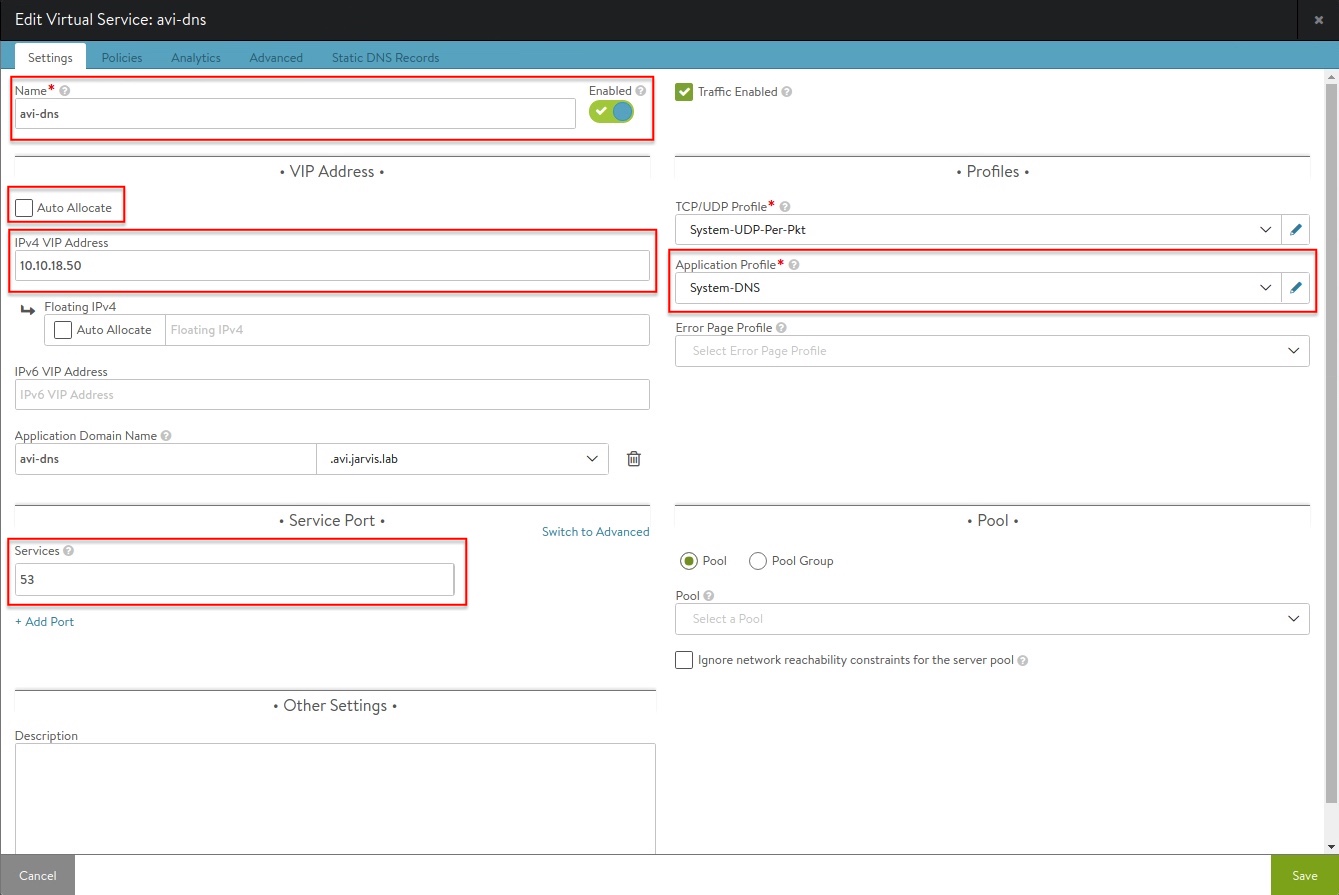 Edit Virtual Service: avi-dns
Settings Policies Analytics Advanced Static DNS Records
Name*
avi-dns
Enabled
Traffic Enabled
• VIP Address •
Auto Allocate
IPv4 VIP Address
10.10.18.50
Floating IPv4
Auto Allocate Floating IPv4
IPv6 VIP Address
IPv6 VIP Address
Application Domain Name
avi-dns .avi.jarvis.lab
• Profiles •
TCP/UDP Profile*
System-UDP-Per-Pkt
Application Profile*
System-DNS
Error Page Profile
Select Error Page Profile
• Service Port •
Switch to Advanced
Services
53
+ Add Port
• Pool •
Pool Pool Group
Pool
Select a Pool
Ignore network reachability constraints for the server pool
• Other Settings •
Description
Cancel
Save